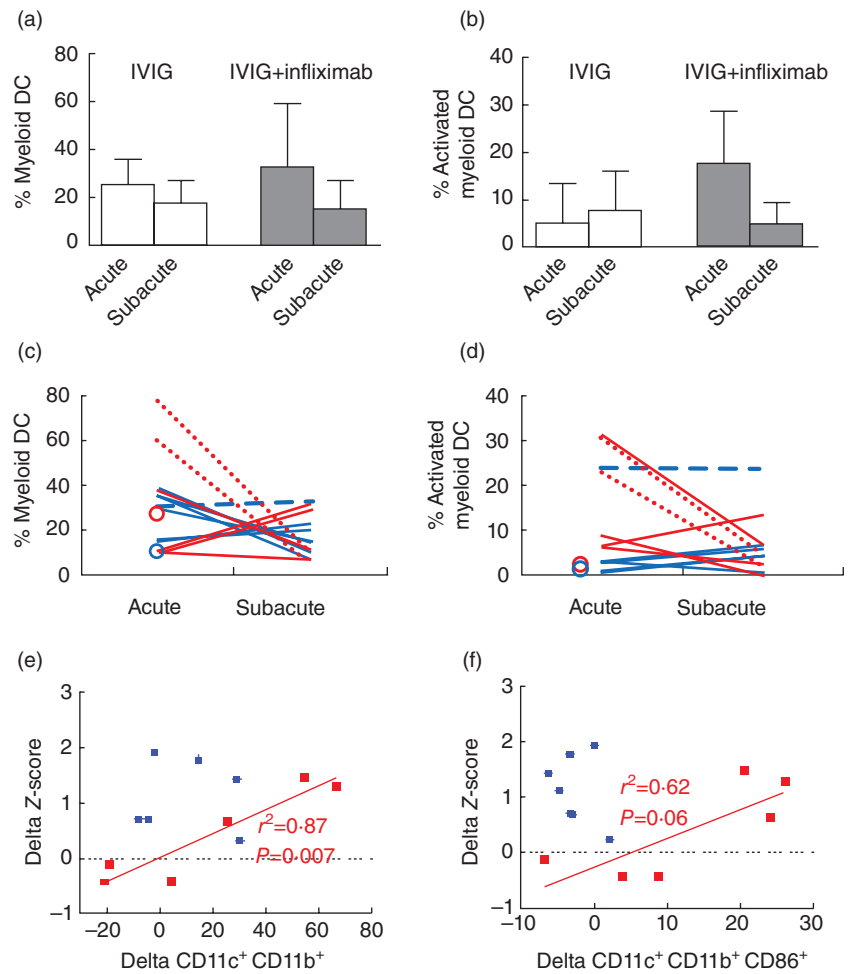 (a)
IVIG
IVIG+infliximab
% Myeloid DC
80
60
40
20
0
Acute
Subacute
Acute
Subacute
(b)
IVIG
IVIG+infliximab
% Activated
myeloid DC
40
30
20
10
0
Acute
Subacute
Acute
Subacute
(c)
% Myeloid DC
80
60
40
20
0
Acute
Subacute
(d)
% Activated
myeloid DC
40
30
20
10
0
Acute
Subacute
(e)
Delta Z-score
3
2
1
0
−1
r²=0·87
P=0.007
−20 0 20 40 60 80
Delta CD11c⁺ CD11b⁺
(f)
Delta Z-score
3
2
1
0
−1
r²=0·62
P=0·06
−10 0 10 20 30
Delta CD11c⁺ CD11b⁺ CD86⁺